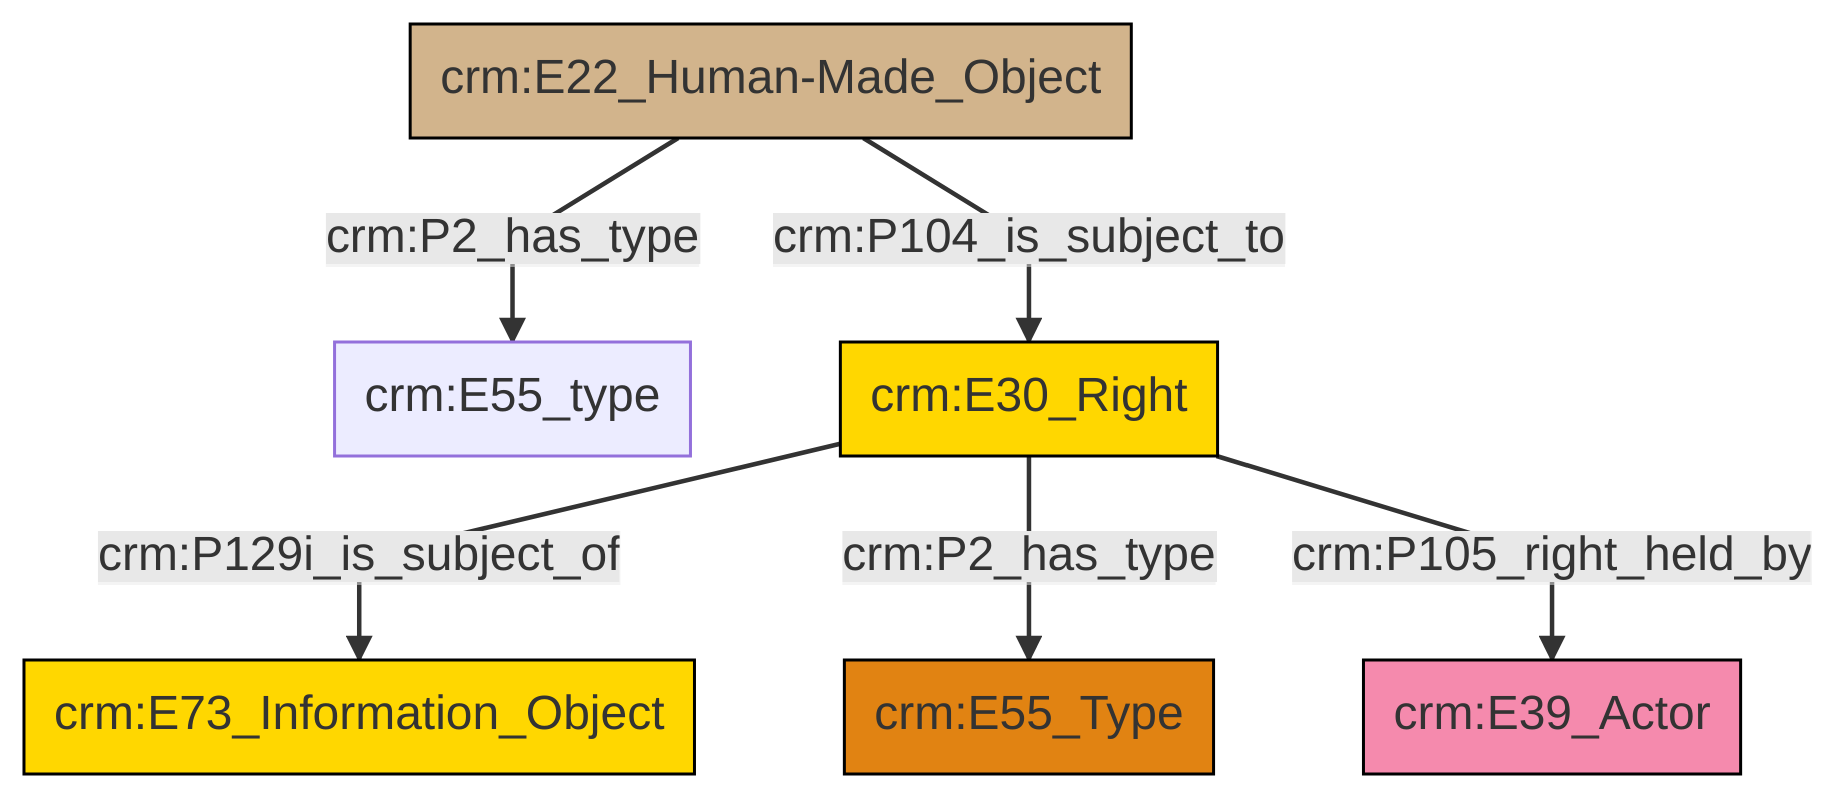 crm:E22_Human-Made_Object
crm:P2_has_type
crm:P104_is_subject_to
crm:E55_type
crm:E30_Right
crm:P129i_is_subject_of
crm:P2_has_type
crm:P105_right_held_by
crm:E73_Information_Object
crm:E55_Type
crm:E39_Actor